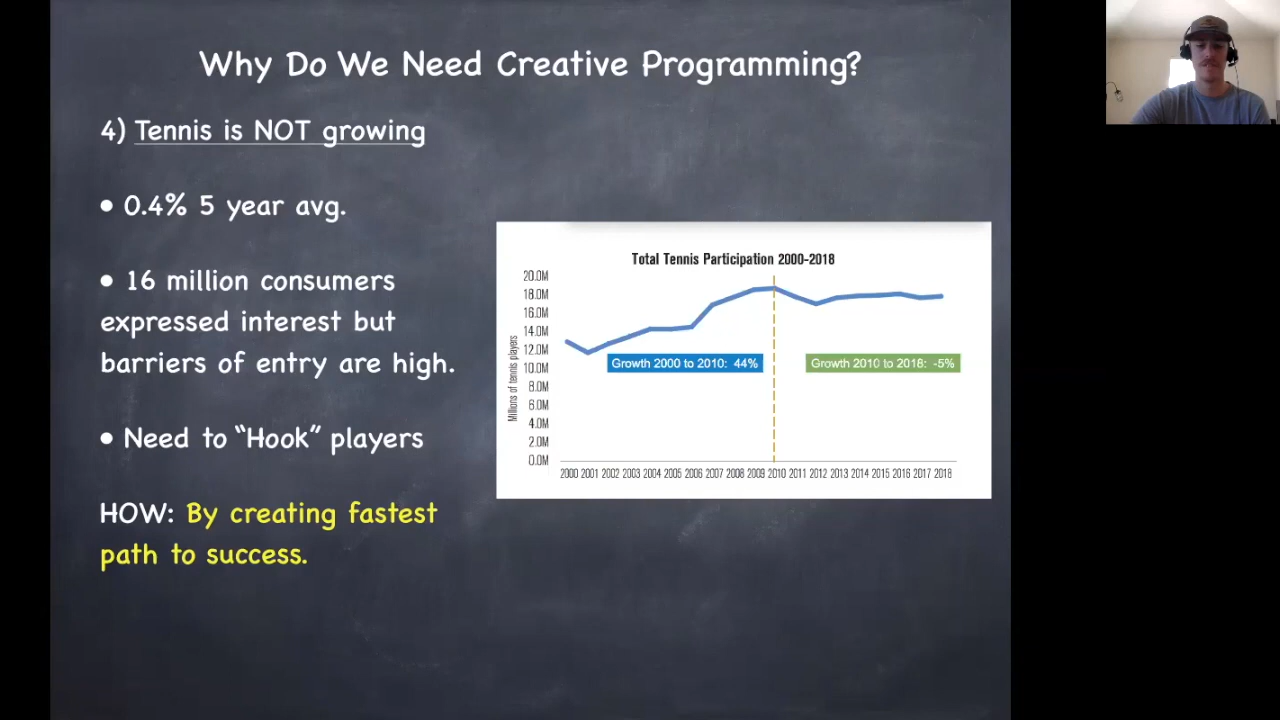 Why Do We Need Creative Programming?
4) Tennis is NOT growing
• 0.4% 5 year avg.
• 16 million consumers
expressed interest but
barriers of entry are high.
• Need to “Hook” players
HOW: By creating fastest
path to success.
Total Tennis Participation 2000-2018
Millions of tennis players
20.0M
18.0M
16.0M
14.0M
12.0M
10.0M
8.0M
6.0M
4.0M
2.0M
0.0M
Growth 2000 to 2010: 44%
Growth 2010 to 2018: -5%
2000 2001 2002 2003 2004 2005 2006 2007 2008 2009 2010 2011 2012 2013 2014 2015 2016 2017 2018